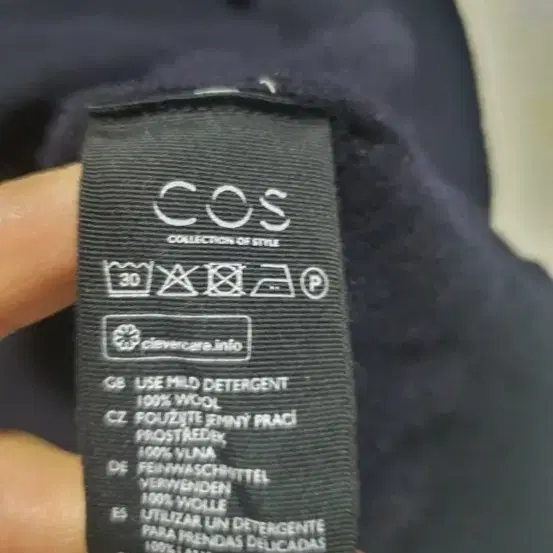 COS
COLLECTION OF STYLE
30 P
clevercare.info
GB USE MILD DETERGENT
100% WOOL
CZ POUŽIJTE JEMNÝ PRACÍ
PROSTŘEDEK
100% VLNA
DE FEINWASCHMITTEL
VERWENDEN
100% WOLLE
ES UTILIZAR UN DETERGENTE
PARA PRENDAS DELICADAS
100%